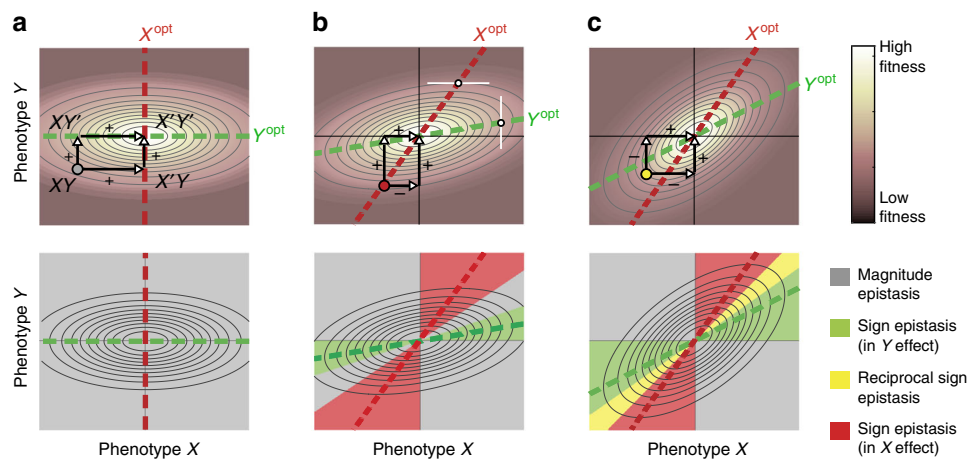 a
b
c
X^opt
X^opt
X^opt
High
fitness
Low
fitness
Phenotype Y
XY′
X′Y′
XY
X′Y
+
+
+
+
Y^opt
+
+
+
−
Y^opt
+
−
+
−
Y^opt
Phenotype Y
Magnitude
epistasis
Sign epistasis
(in Y effect)
Reciprocal sign
epistasis
Sign epistasis
(in X effect)
Phenotype X
Phenotype X
Phenotype X